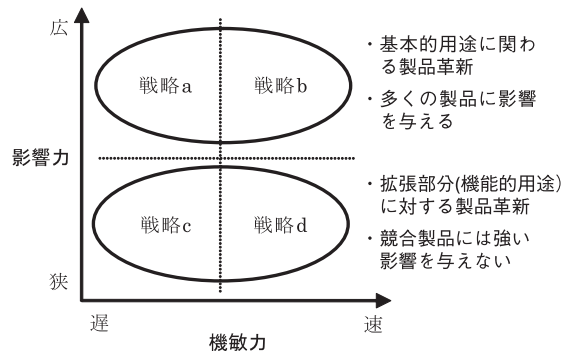 広
戦略a
戦略b
・基本的用途に関わ
る製品革新
・多くの製品に影響
を与える
影響力
戦略c
戦略d
・拡張部分(機能的用途)
に対する製品革新
・競合製品には強い
影響を与えない
狭
遅
速
機敏力